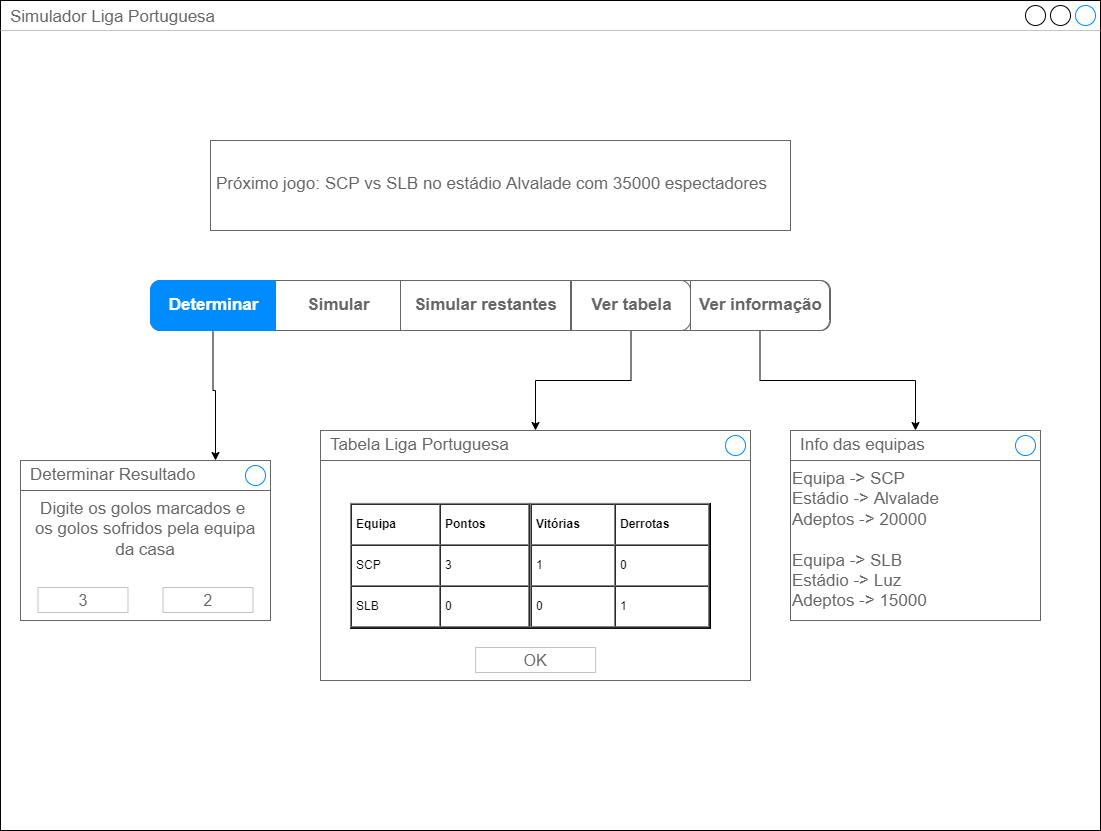 Simulador Liga Portuguesa
Próximo jogo: SCP vs SLB no estádio Alvalade com 35000 espectadores
Determinar Simular Simular restantes Ver tabela Ver informação
Determinar Resultado
Digite os golos marcados e
os golos sofridos pela equipa
da casa
3 2
Tabela Liga Portuguesa
Equipa Pontos Vitórias Derrotas
SCP 3 1 0
SLB 0 0 1
OK
Info das equipas
Equipa -> SCP
Estádio -> Alvalade
Adeptos -> 20000
Equipa -> SLB
Estádio -> Luz
Adeptos -> 15000